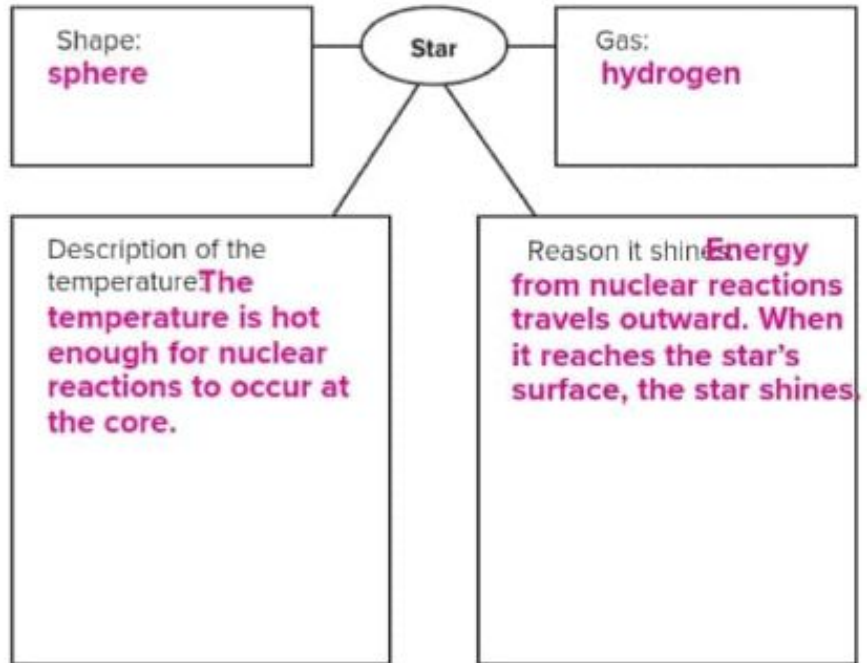 Shape:
sphere
Star
Gas:
hydrogen
Description of the
temperature: The
temperature is hot
enough for nuclear
reactions to occur at
the core.
Reason it shines: Energy
from nuclear reactions
travels outward. When
it reaches the star's
surface, the star shines.